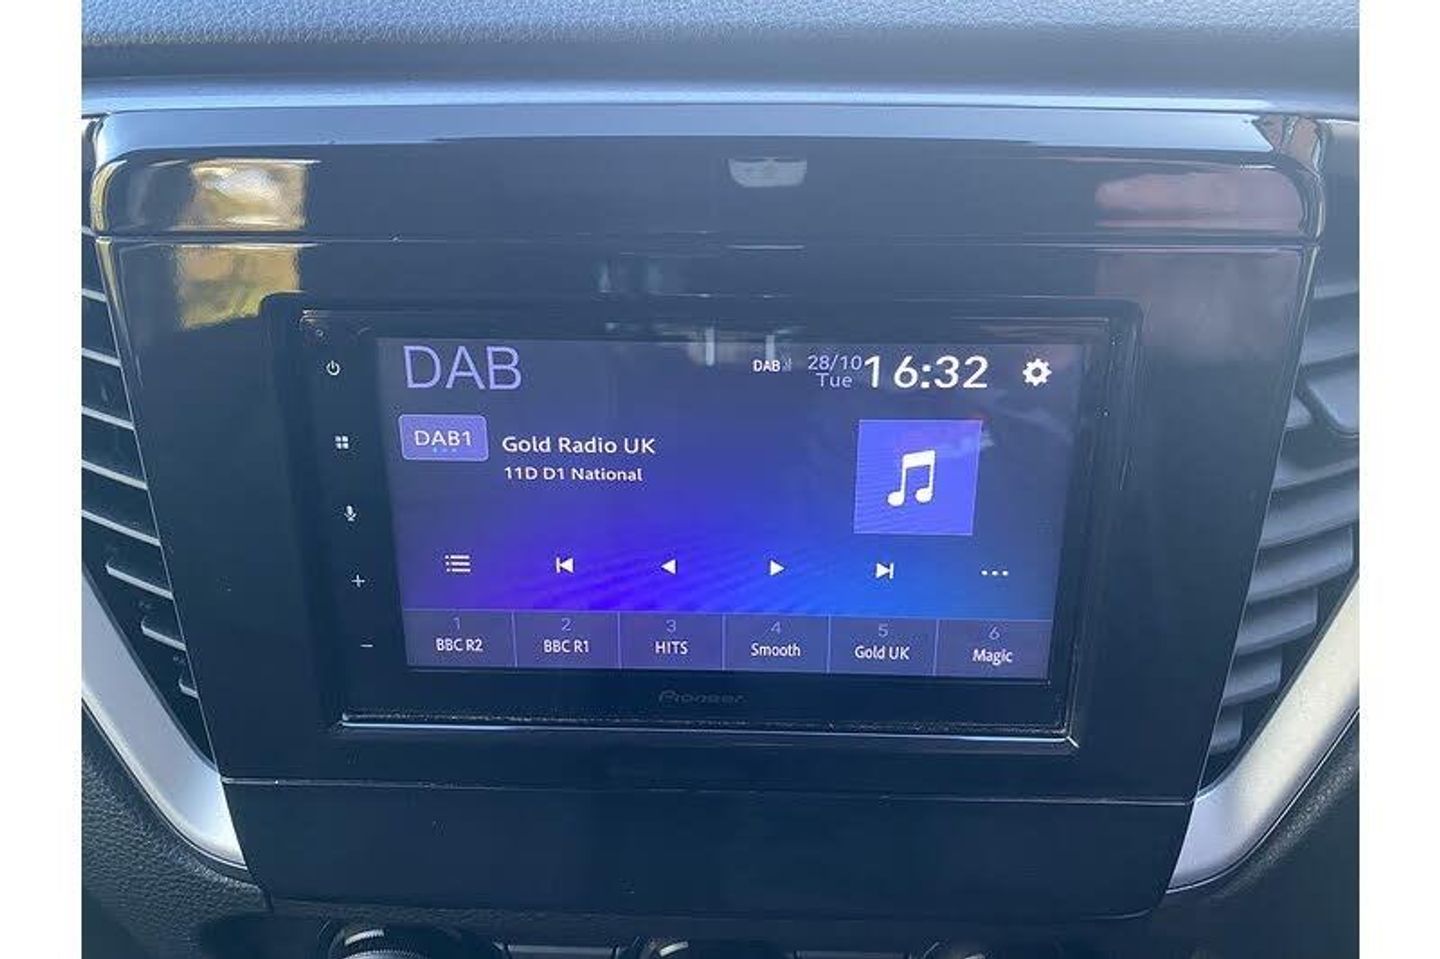 DAB
DAB
28/10
Tue
16:32
DAB1
Gold Radio UK
11D D1 National
1
BBC R2
2
BBC R1
3
HITS
4
Smooth
5
Gold UK
6
Magic
Pioneer